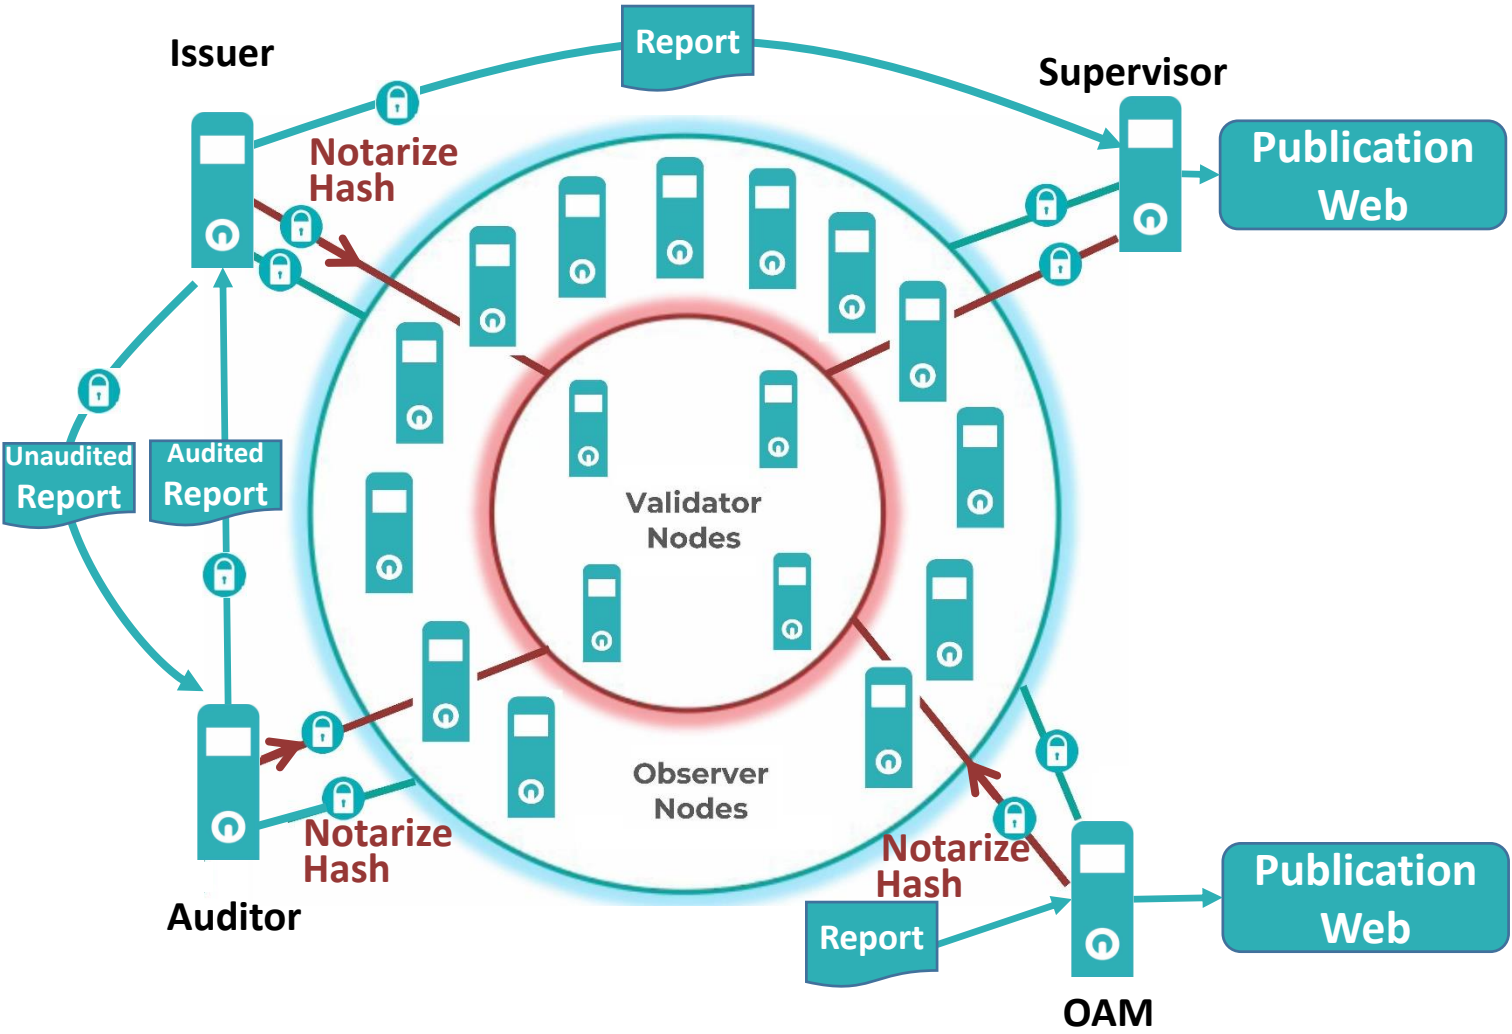 Issuer
Report
Supervisor
Notarize
Hash
Publication
Web
Unaudited
Report
Audited
Report
Validator
Nodes
Observer
Nodes
Notarize
Hash
Auditor
Notarize
Hash
Report
Publication
Web
OAM